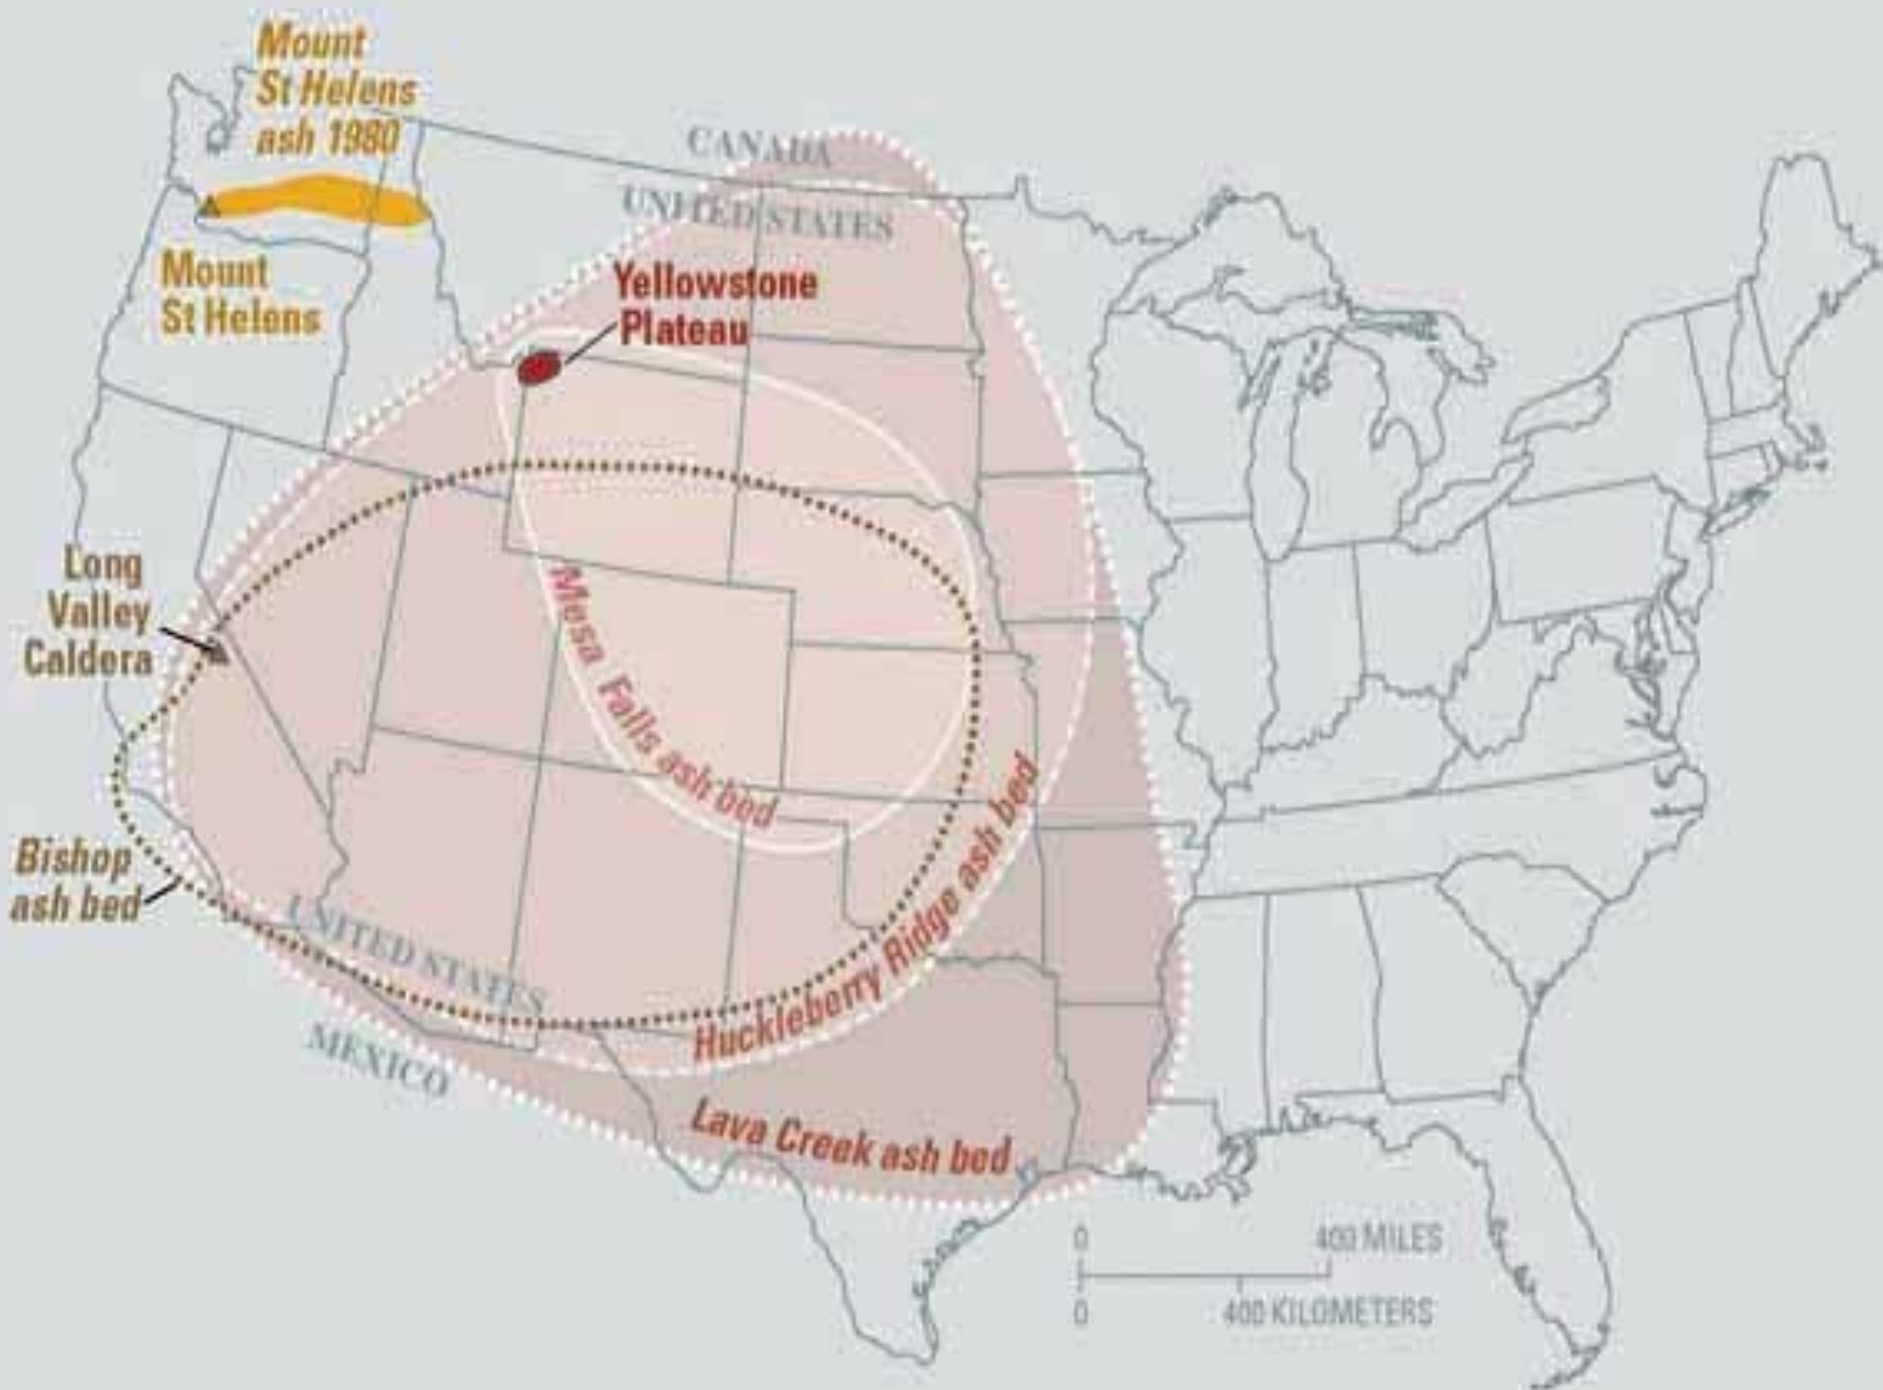 Mount
St Helens
ash 1980
CANADA
UNITED STATES
Mount
St Helens
Yellowstone
Plateau
Long
Valley
Caldera
Mesa Falls ash bed
Bishop
ash bed
Huckleberry Ridge ash bed
UNITED STATES
MEXICO
Lava Creek ash bed
0 400 MILES
0 400 KILOMETERS